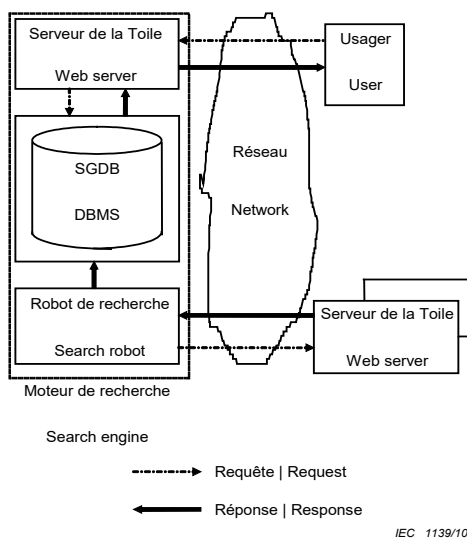 Serveur de la Toile
Web server
Usager
User
SGDB
DBMS
Réseau
Network
Robot de recherche
Search robot
Serveur de la Toile
Web server
Moteur de recherche
Search engine
Requête | Request
Réponse | Response
IEC 1139/10